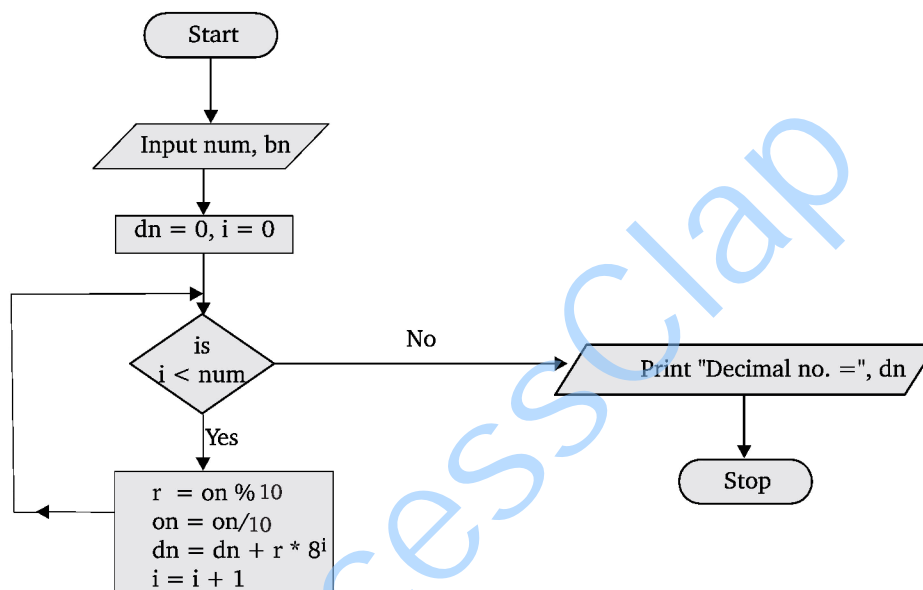 Start
Input num, bn
dn = 0, i = 0
is
i < num
No
Print "Decimal no. =", dn
Yes
Stop
r = on % 10
on = on/10
dn = dn + r * 8ⁱ
i = i + 1
cessClap